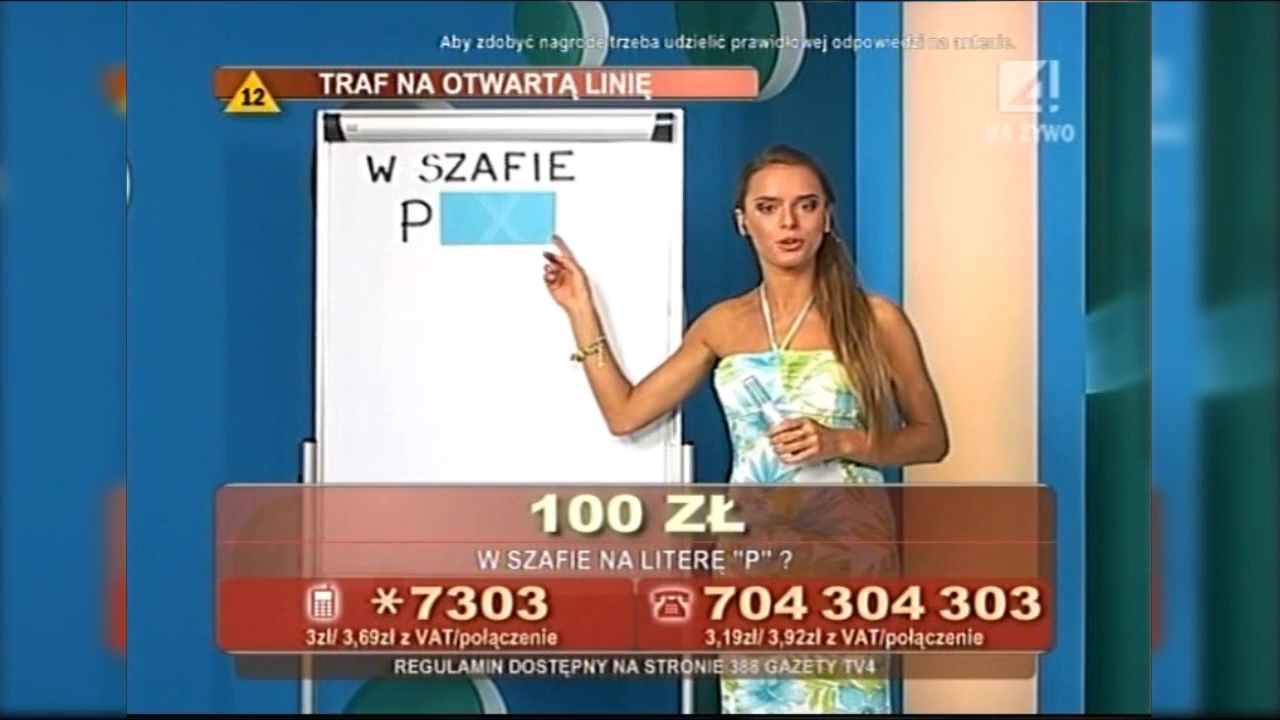 Aby zdobyć nagrodę trzeba udzielić prawidłowej odpowiedzi na antenie.
TRAF NA OTWARTĄ LINIĘ
12
4!
NA ŻYWO
W SZAFIE
P X
100 ZŁ
W SZAFIE NA LITERĘ "P" ?
*7303
704 304 303
3zł/ 3,69zł z VAT/połączenie
3,19zł/ 3,92zł z VAT/połączenie
REGULAMIN DOSTĘPNY NA STRONIE 388 GAZETY TV4